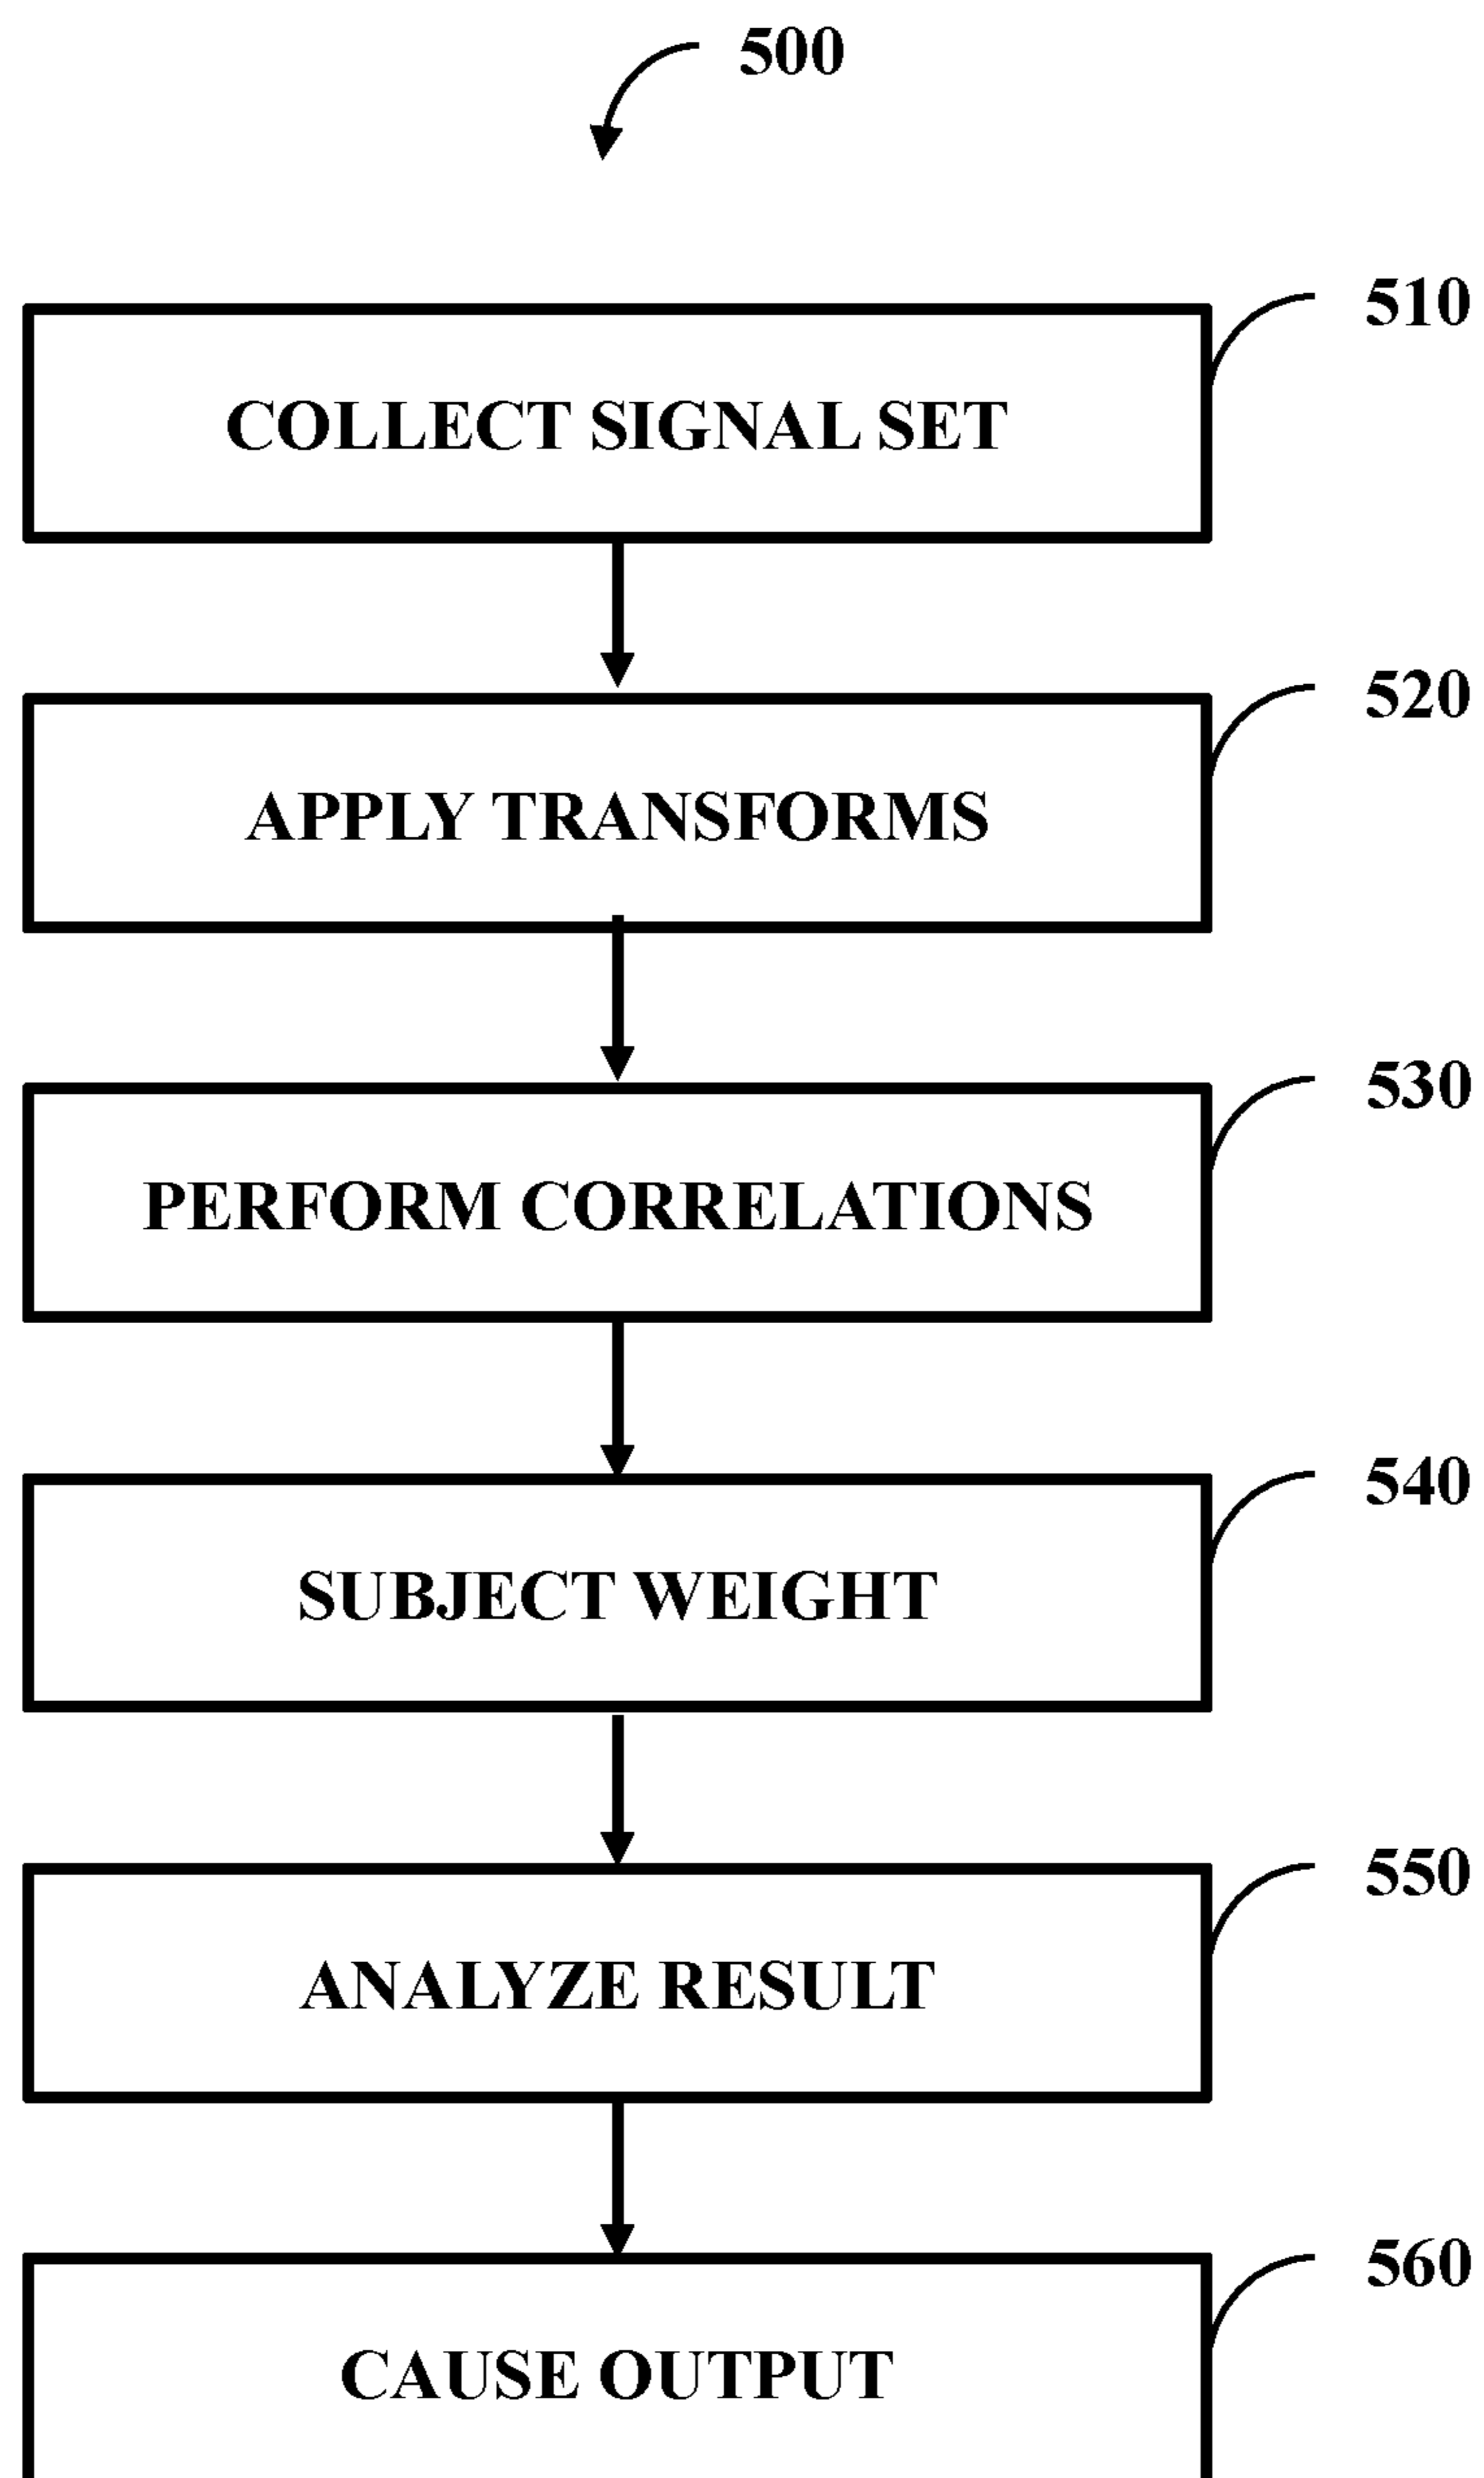 500
510
COLLECT SIGNAL SET
520
APPLY TRANSFORMS
530
PERFORM CORRELATIONS
540
SUBJECT WEIGHT
550
ANALYZE RESULT
560
CAUSE OUTPUT